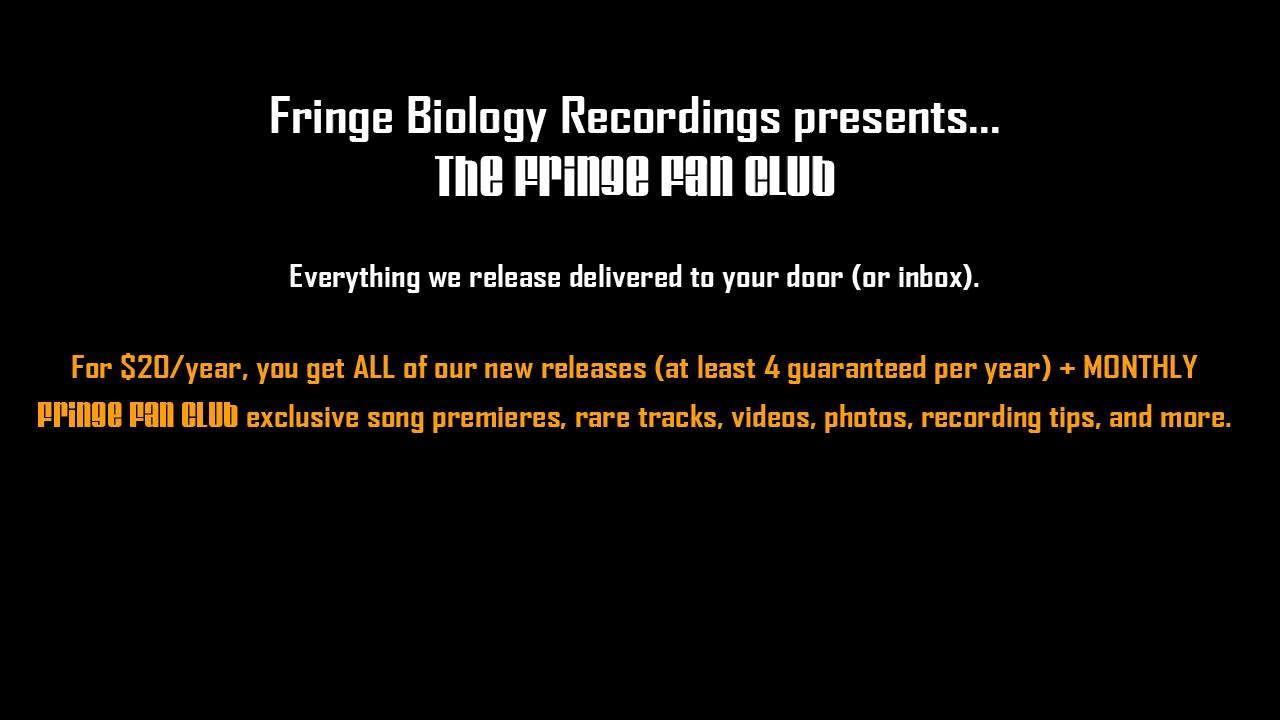 Fringe Biology Recordings presents...
The Fringe Fan Club
Everything we release delivered to your door (or inbox).
For $20/year, you get ALL of our new releases (at least 4 guaranteed per year) + MONTHLY
Fringe Fan Club exclusive song premieres, rare tracks, videos, photos, recording tips, and more.